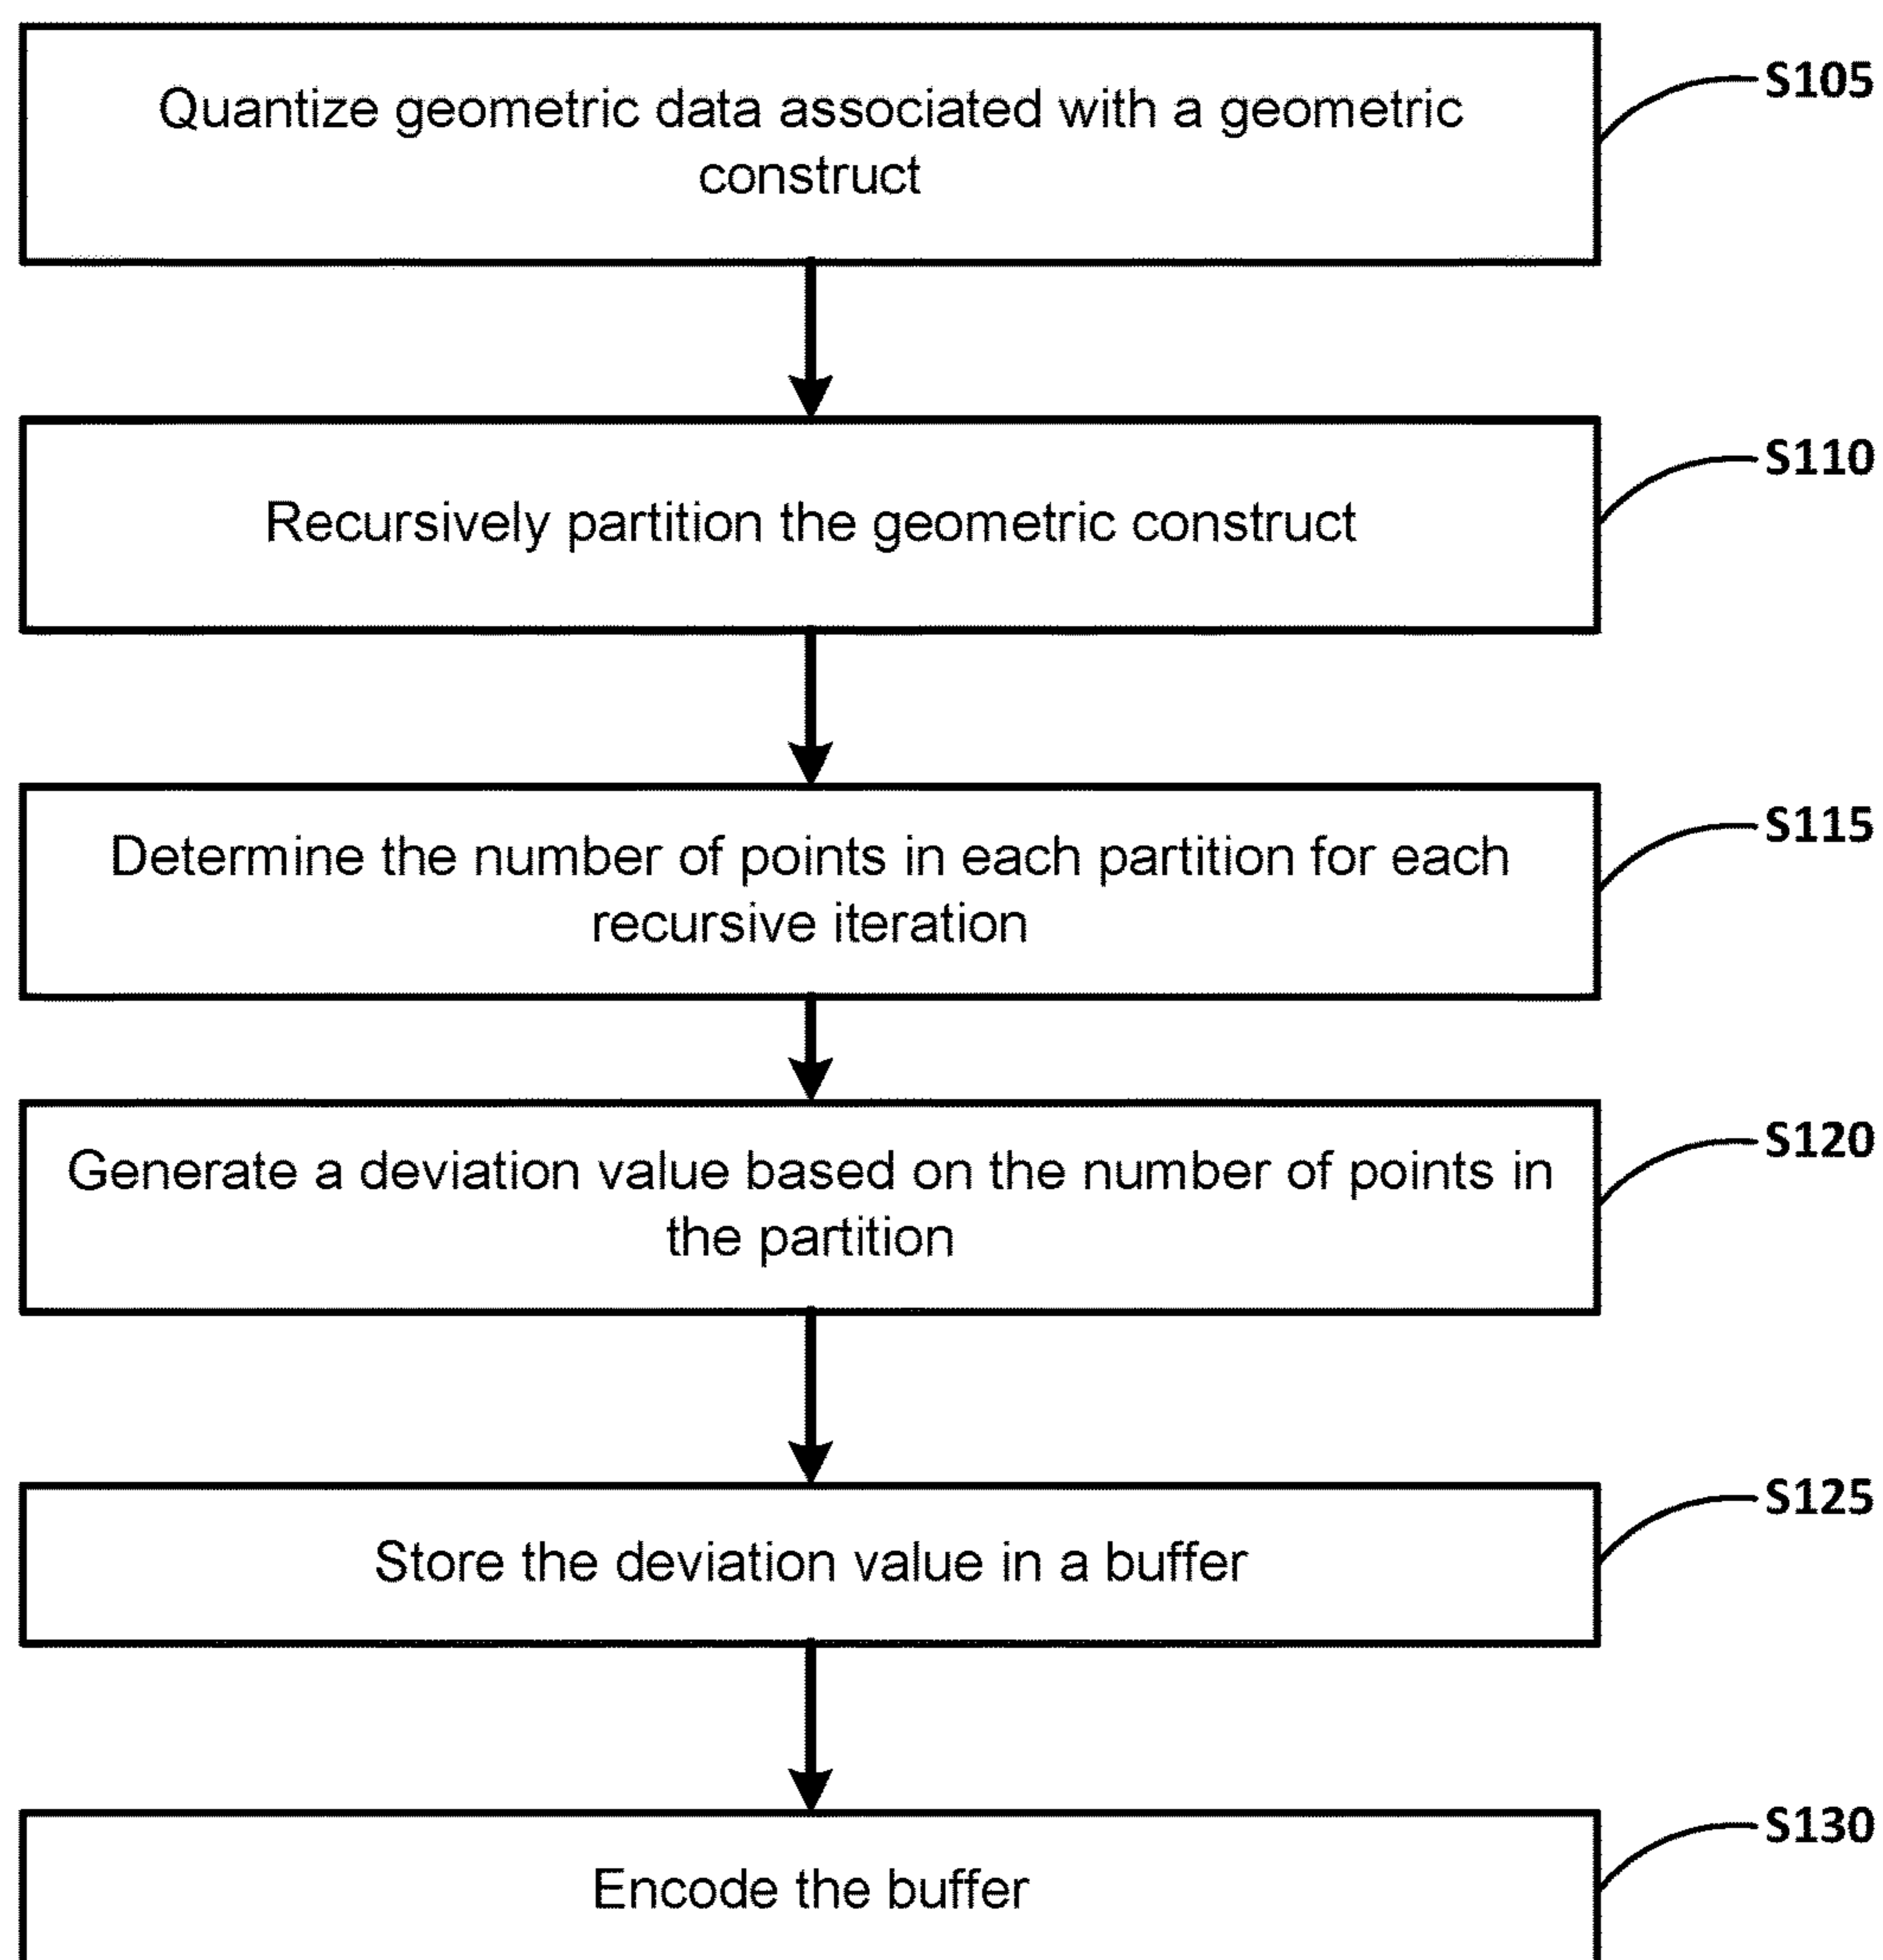 Quantize geometric data associated with a geometric
construct
S105
Recursively partition the geometric construct
S110
Determine the number of points in each partition for each
recursive iteration
S115
Generate a deviation value based on the number of points in
the partition
S120
Store the deviation value in a buffer
S125
Encode the buffer
S130